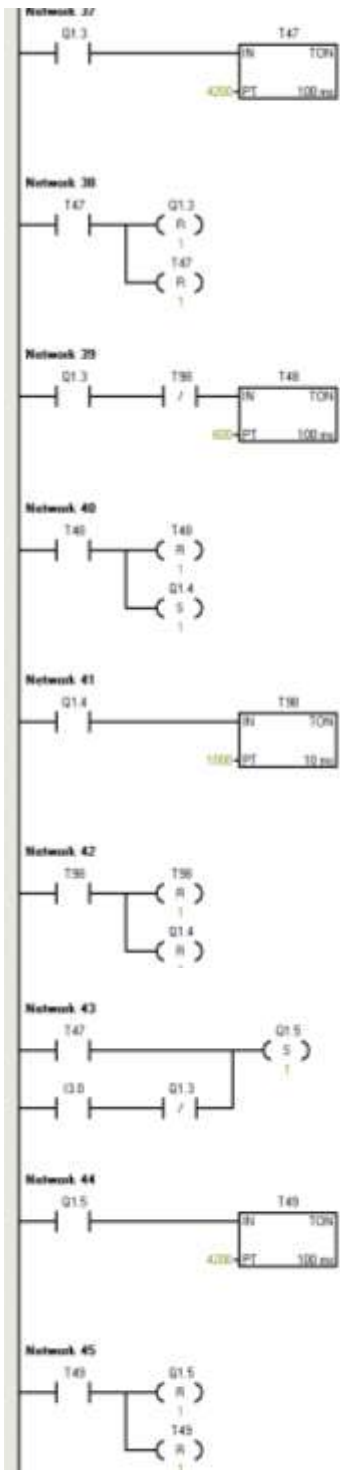 Network 37
Q1.3 T47
IN TON
4200 PT 100 ms
Network 38
T47 Q1.3
R
1
T47
R
1
Network 39
Q1.3 T98 T48
/ IN TON
600 PT 100 ms
Network 40
T48 T48
R
1
Q1.4
S
1
Network 41
Q1.4 T98
IN TON
1000 PT 10 ms
Network 42
T98 T98
R
1
Q1.4
R
Network 43
T47 Q1.5
S
1
I3.0 Q1.3
/
Network 44
Q1.5 T49
IN TON
4200 PT 100 ms
Network 45
T49 Q1.5
R
1
T49
R
1